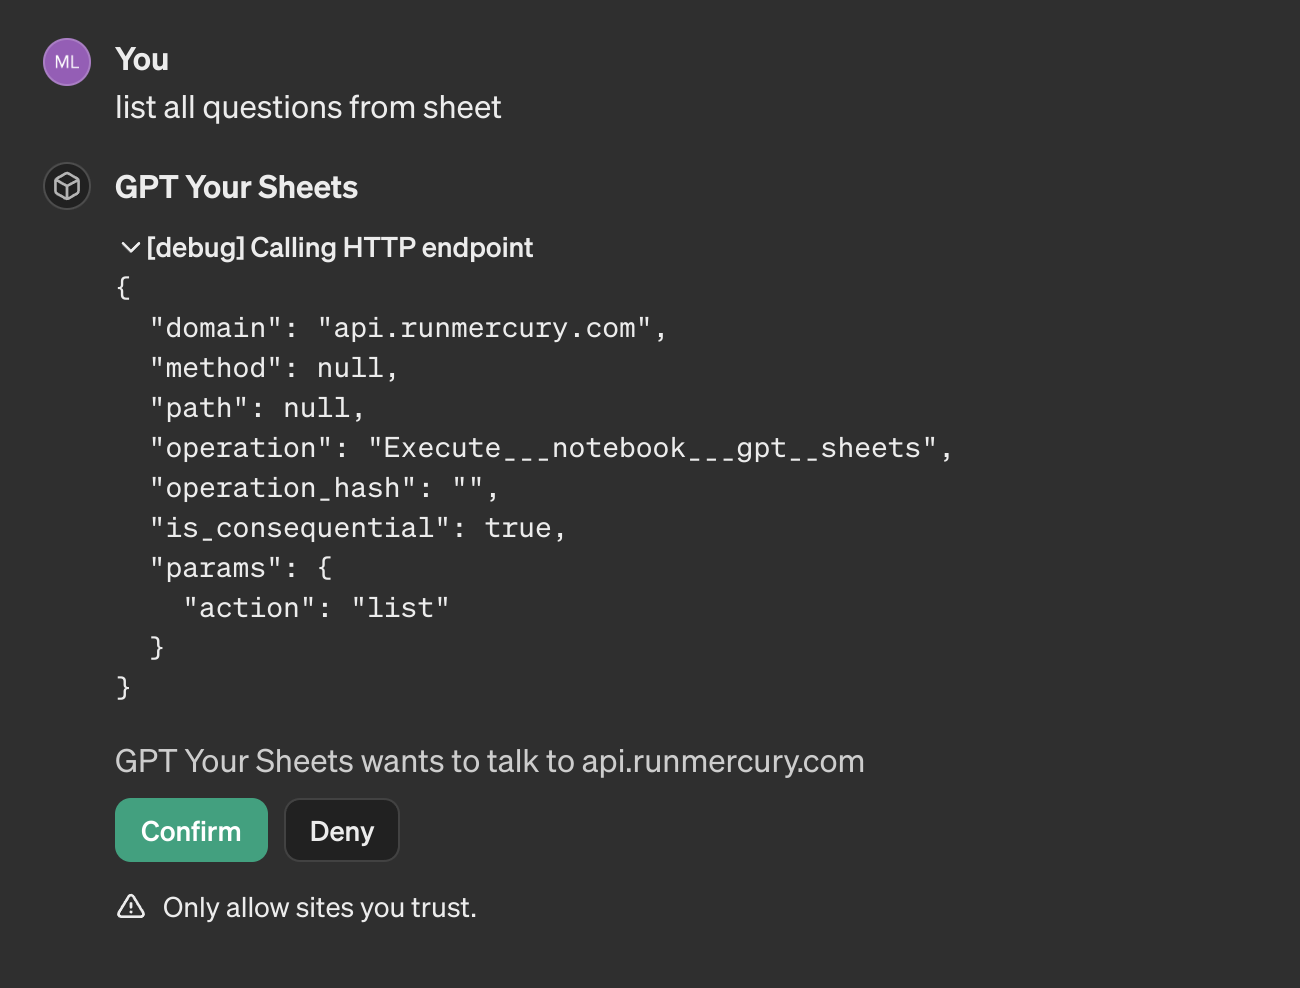 ML
You
list all questions from sheet
GPT Your Sheets
[debug] Calling HTTP endpoint
{
"domain": "api.runmercury.com",
"method": null,
"path": null,
"operation": "Execute___notebook___gpt__sheets",
"operation_hash": "",
"is_consequential": true,
"params": {
"action": "list"
}
}
GPT Your Sheets wants to talk to api.runmercury.com
Confirm Deny
Only allow sites you trust.